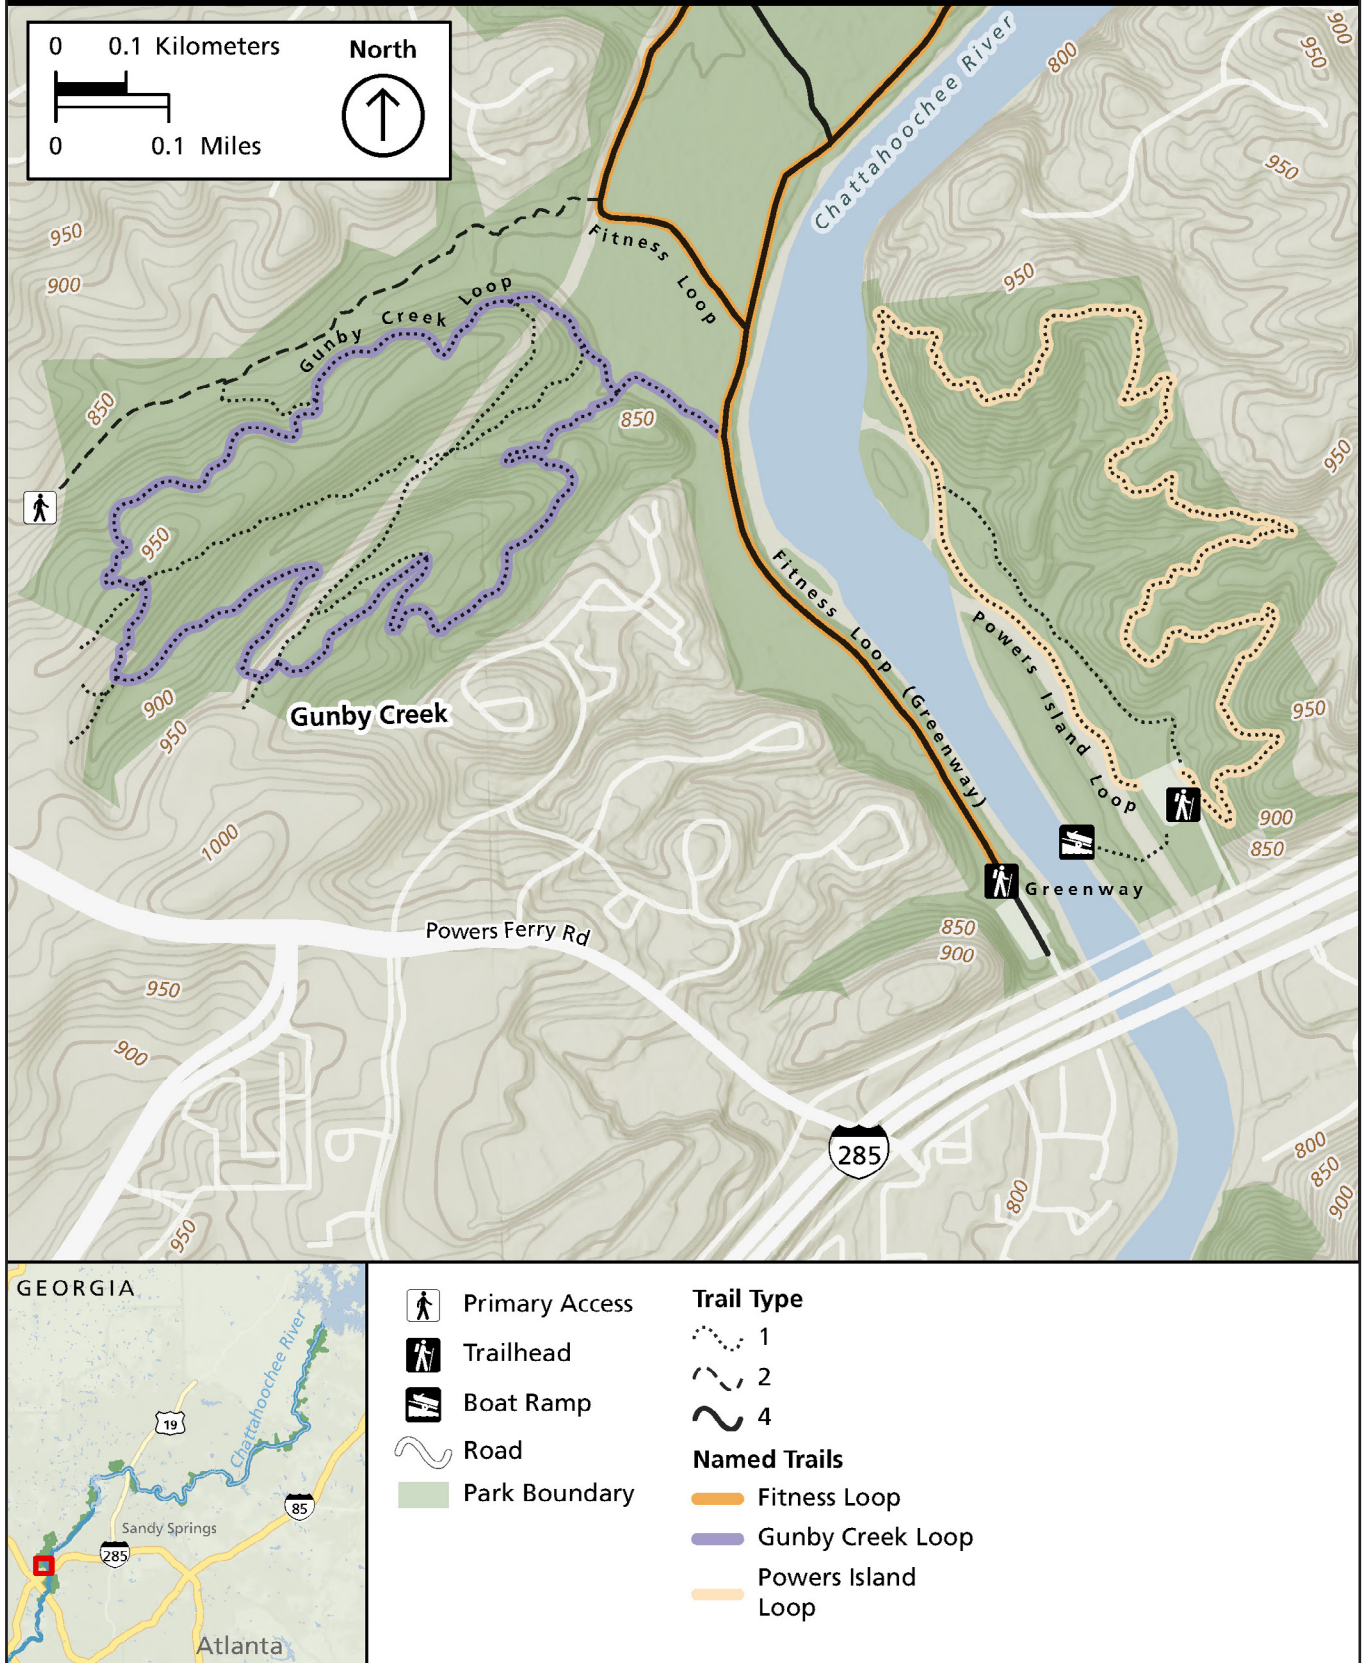 0 0.1 Kilometers
0 0.1 Miles
North
Chattahoochee River
800
900
950
950
950
900
950
950
Fitness Loop
Gunby Creek Loop
850
850
950
950
Fitness Loop (Greenway)
Powers Island Loop
900
950
Gunby Creek
950
1000
900
850
Greenway
850
900
Powers Ferry Rd
950
900
285
800
850
900
800
950
GEORGIA
Chattahoochee River
19
85
Sandy Springs
285
Atlanta
Primary Access
Trailhead
Boat Ramp
Road
Park Boundary
Trail Type
1
2
4
Named Trails
Fitness Loop
Gunby Creek Loop
Powers Island
Loop